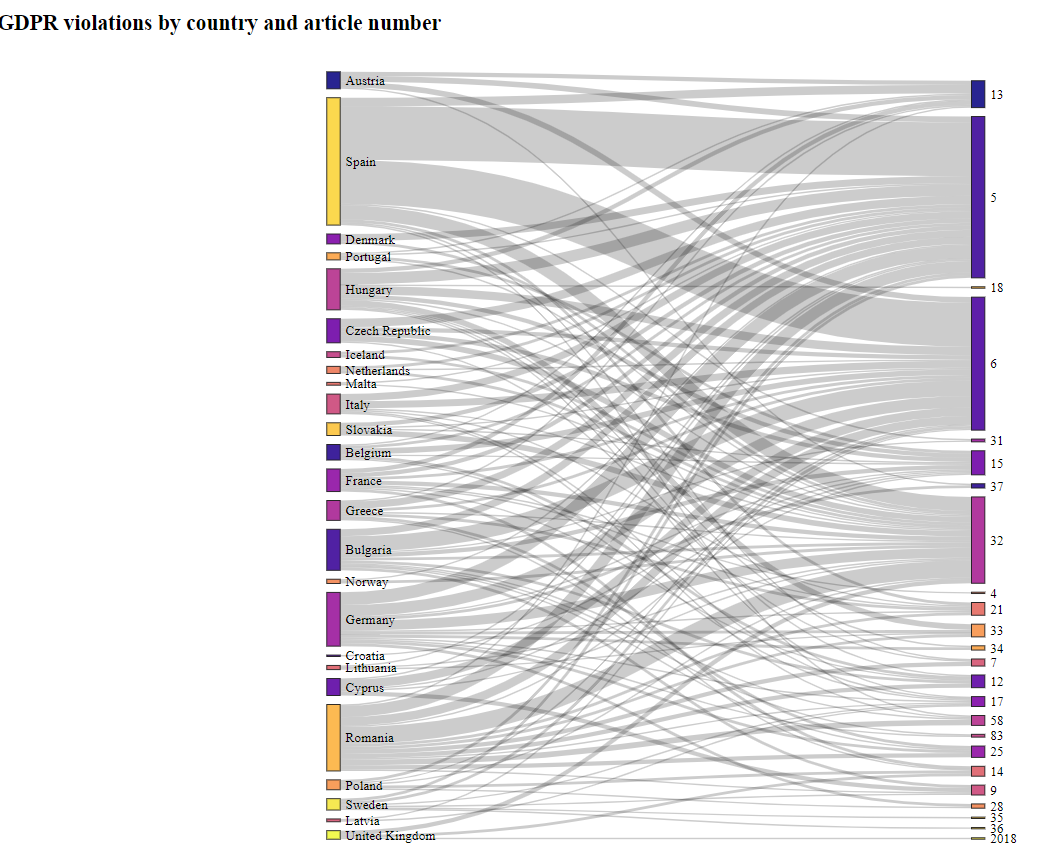 GDPR violations by country and article number
Austria
Spain
Denmark
Portugal
Hungary
Czech Republic
Iceland
Netherlands
Malta
Italy
Slovakia
Belgium
France
Greece
Bulgaria
Norway
Germany
Croatia
Lithuania
Cyprus
Romania
Poland
Sweden
Latvia
United Kingdom
13
5
18
6
31
15
37
32
4
21
33
34
7
12
17
58
83
25
14
9
28
35
36
2018